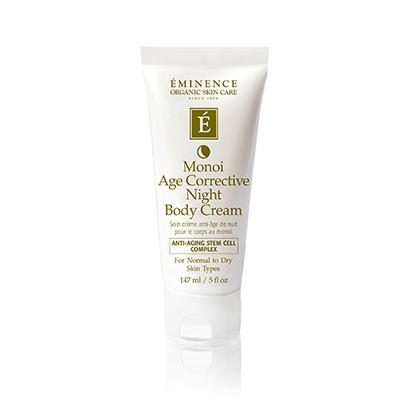 ÉMINENCE
ORGANIC SKIN CARE
SINCE 1958
É
Monoi
Age Corrective
Night
Body Cream
Soin crème anti-âge de nuit
pour le corps au monoï
ANTI-AGING STEM CELL
COMPLEX
For Normal to Dry
Skin Types
147 ml / 5 fl oz